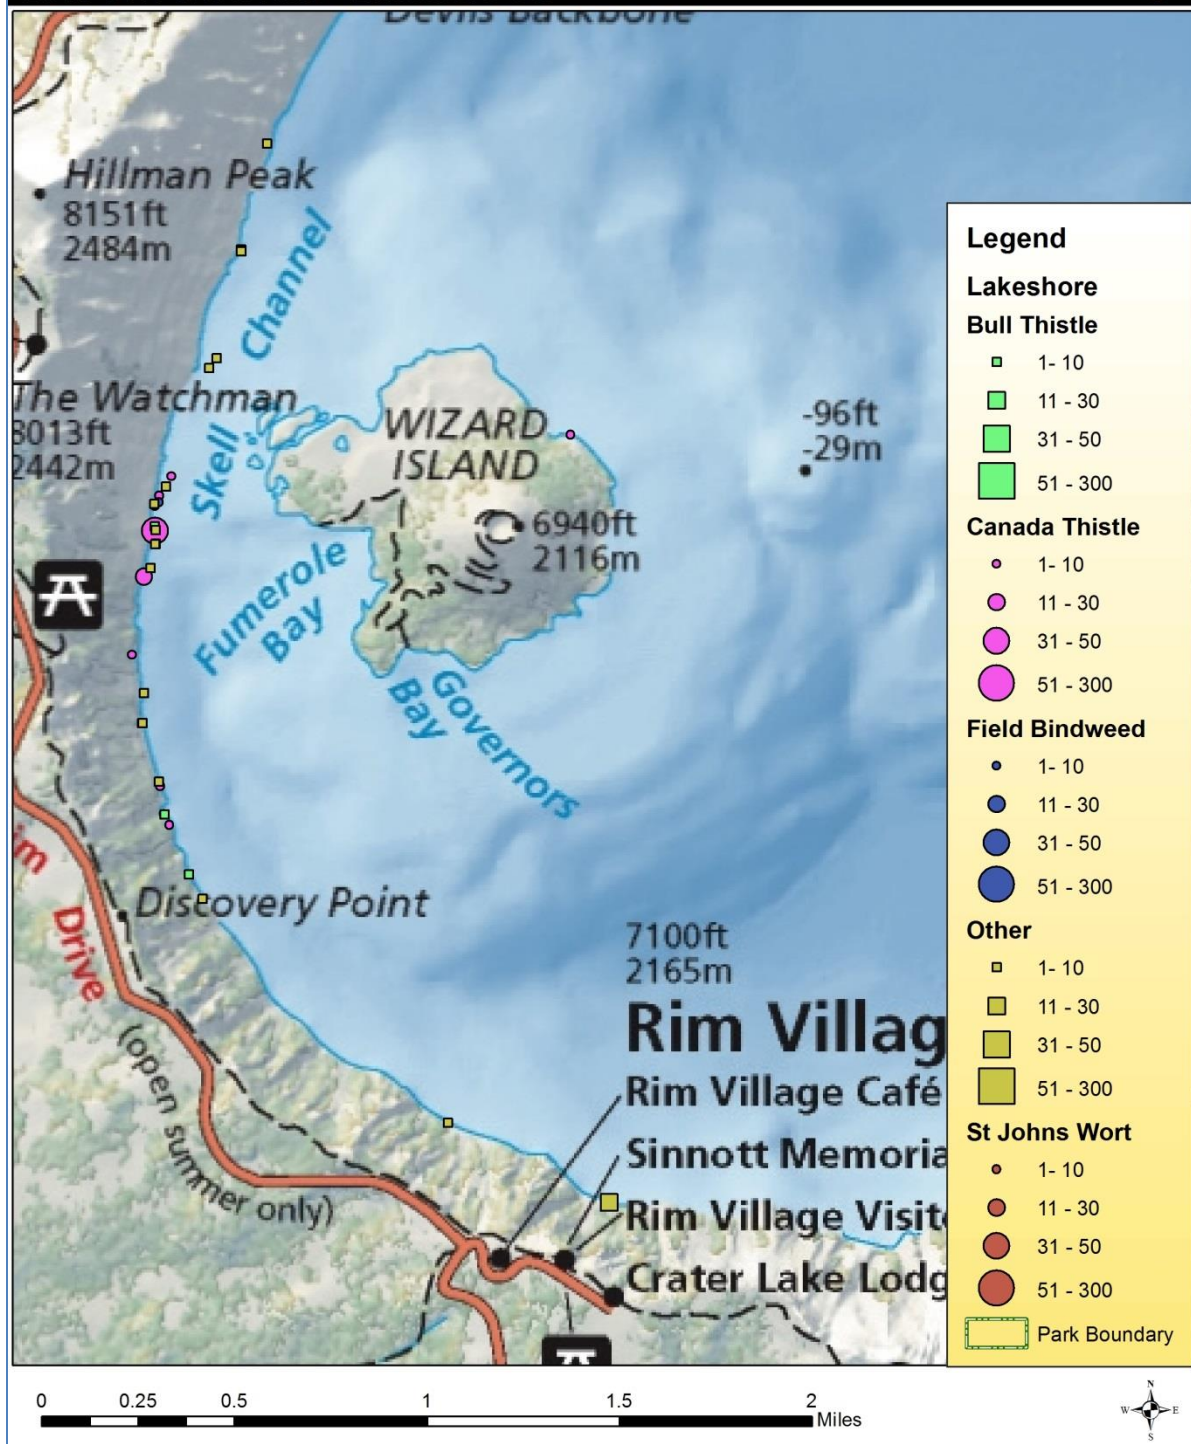 Devils Backbone
Hillman Peak
8151ft
2484m
Skell Channel
The Watchman
8013ft
2442m
WIZARD
ISLAND
-96ft
-29m
6940ft
2116m
Fumerole
Bay
Governors
Bay
Discovery Point
Drive
(open summer only)
7100ft
2165m
Rim Villag
Rim Village Café
Sinnott Memoria
Rim Village Visit
Crater Lake Lodg
Legend
Lakeshore
Bull Thistle
1- 10
11 - 30
31 - 50
51 - 300
Canada Thistle
1- 10
11 - 30
31 - 50
51 - 300
Field Bindweed
1- 10
11 - 30
31 - 50
51 - 300
Other
1- 10
11 - 30
31 - 50
51 - 300
St Johns Wort
1- 10
11 - 30
31 - 50
51 - 300
Park Boundary
0 0.25 0.5 1 1.5 2
Miles
N
W E
S